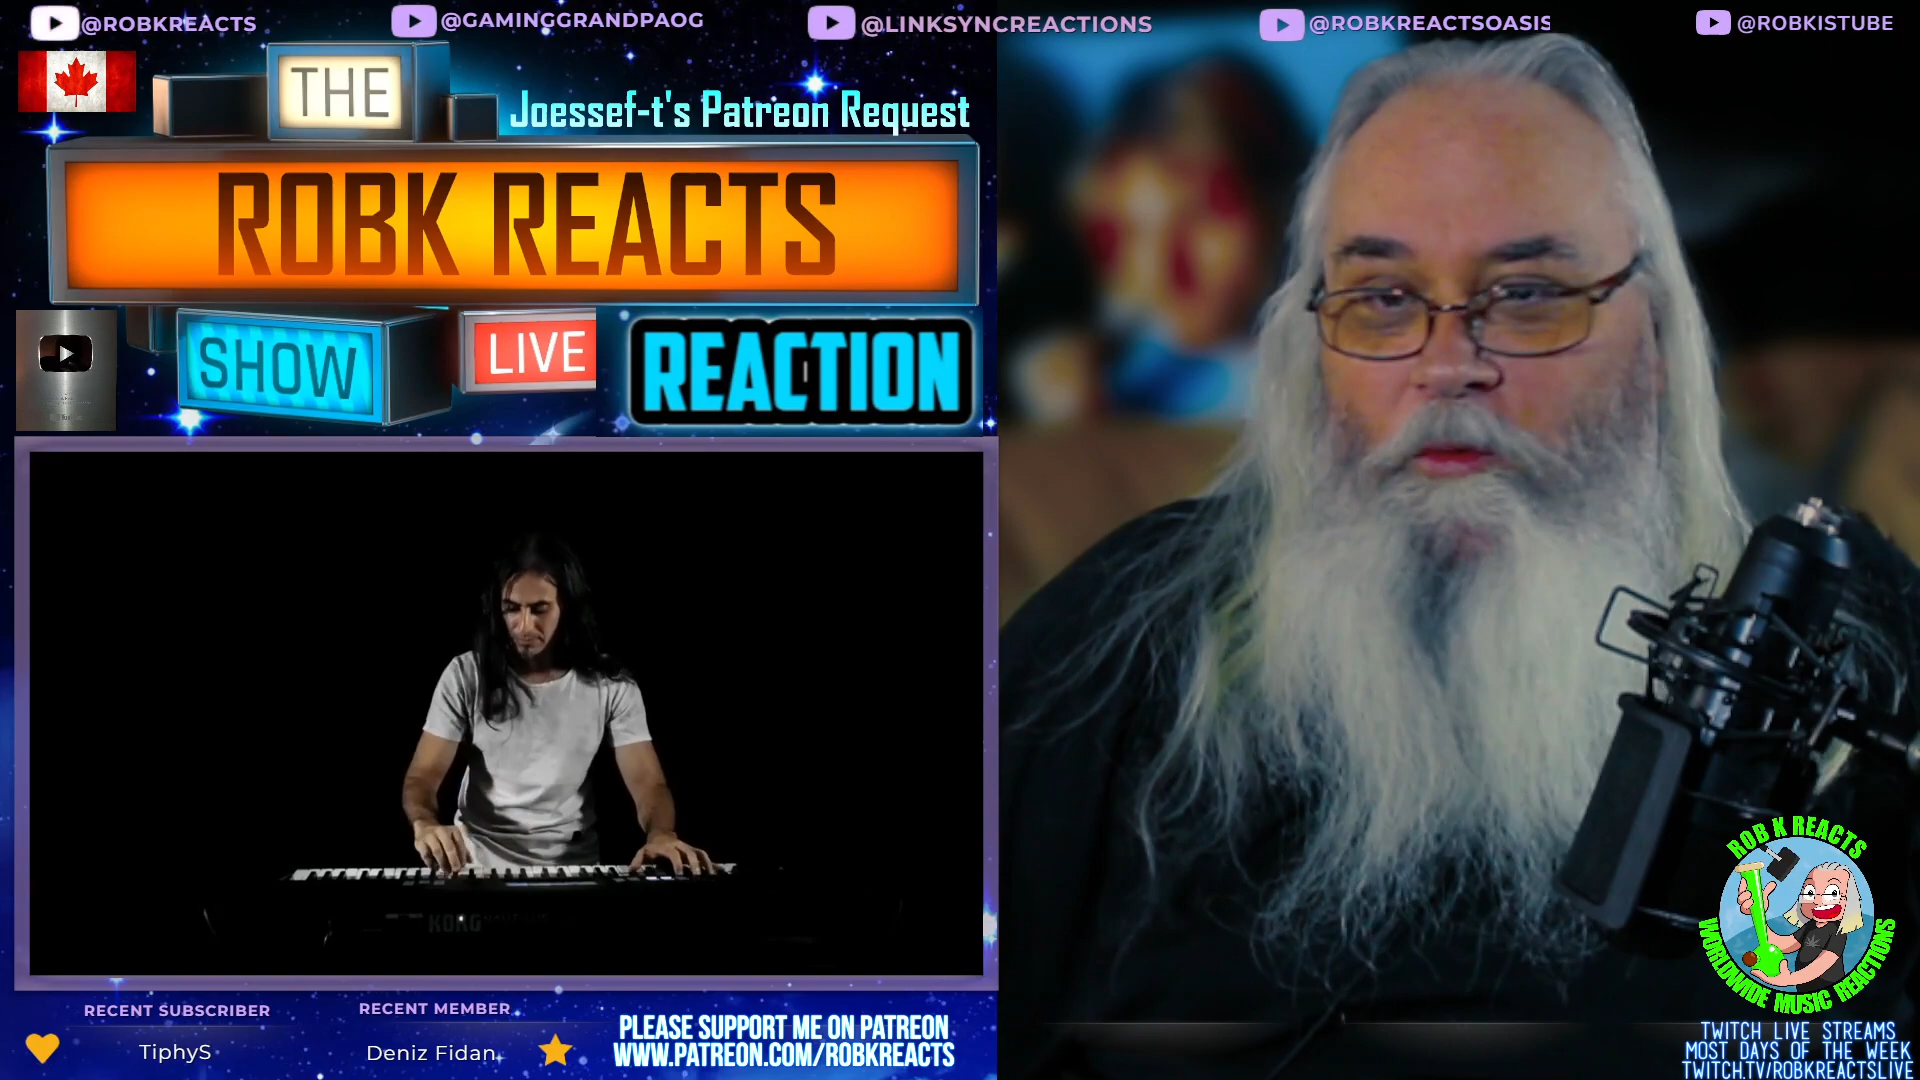 @ROBKREACTS
@GAMINGGRANDPAOG
@LINKSYNCREACTIONS
@ROBKREACTSOASIS
@ROBKISTUBE
THE
Joessef-t's Patreon Request
ROBK REACTS
SHOW
LIVE
REACTION
KORG
RECENT SUBSCRIBER
TiphyS
RECENT MEMBER
Deniz Fidan
PLEASE SUPPORT ME ON PATREON
WWW.PATREON.COM/ROBKREACTS
ROB K REACTS
WORLDWIDE MUSIC REACTIONS
TWITCH LIVE STREAMS
MOST DAYS OF THE WEEK
TWITCH.TV/ROBKREACTSLIVE